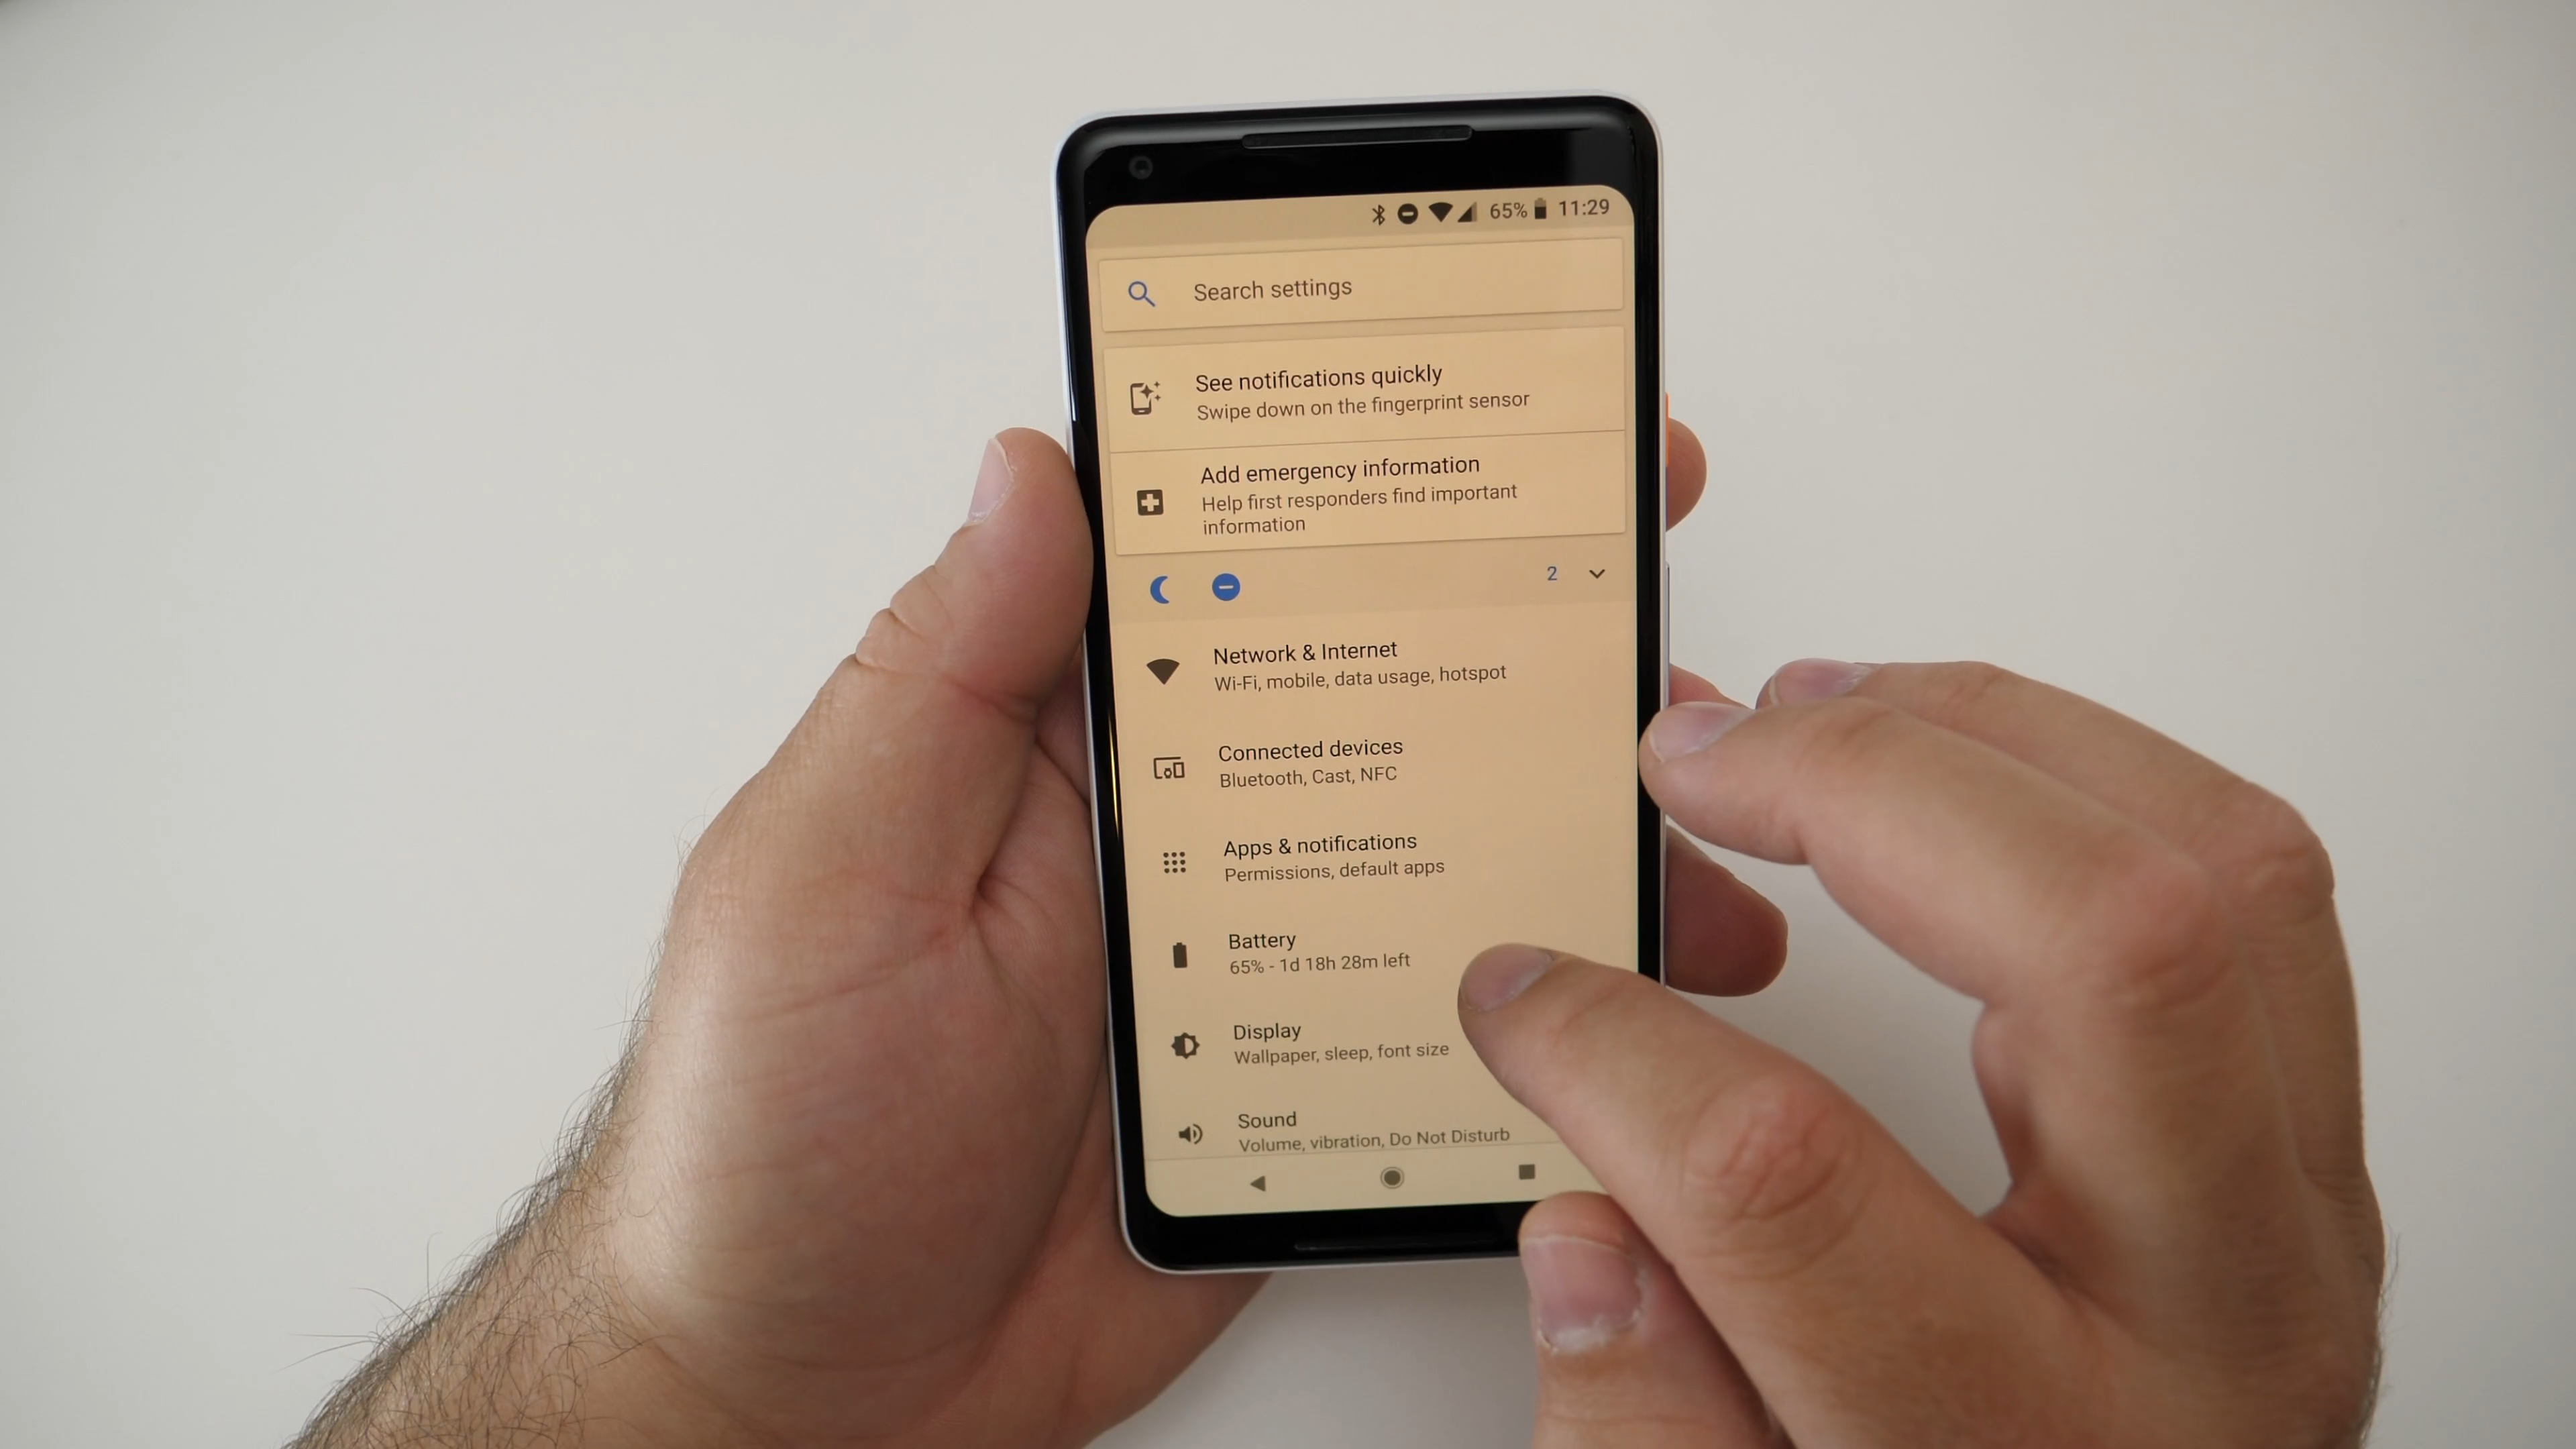 65% 11:29
Search settings
See notifications quickly
Swipe down on the fingerprint sensor
Add emergency information
Help first responders find important
information
2
Network & Internet
Wi-Fi, mobile, data usage, hotspot
Connected devices
Bluetooth, Cast, NFC
Apps & notifications
Permissions, default apps
Battery
65% - 1d 18h 28m left
Display
Wallpaper, sleep, font size
Sound
Volume, vibration, Do Not Disturb